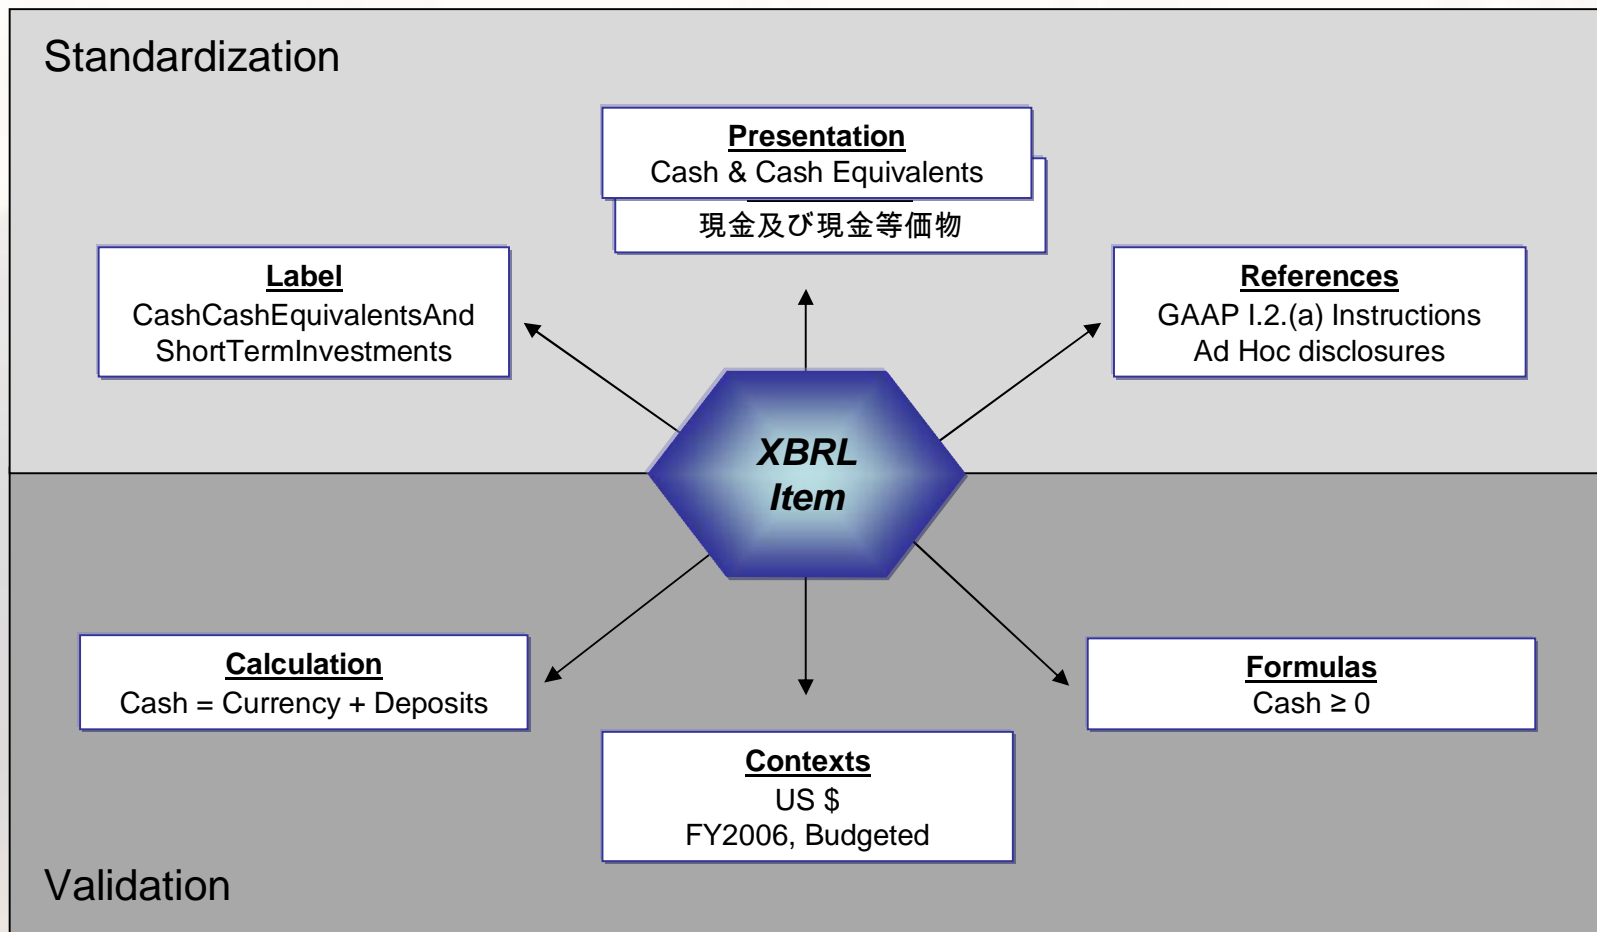 Standardization
Presentation
Cash & Cash Equivalents
現金及び現金等価物
Label
CashCashEquivalentsAnd
ShortTermInvestments
References
GAAP I.2.(a) Instructions
Ad Hoc disclosures
XBRL
Item
Calculation
Cash = Currency + Deposits
Formulas
Cash ≥ 0
Contexts
US $
FY2006, Budgeted
Validation